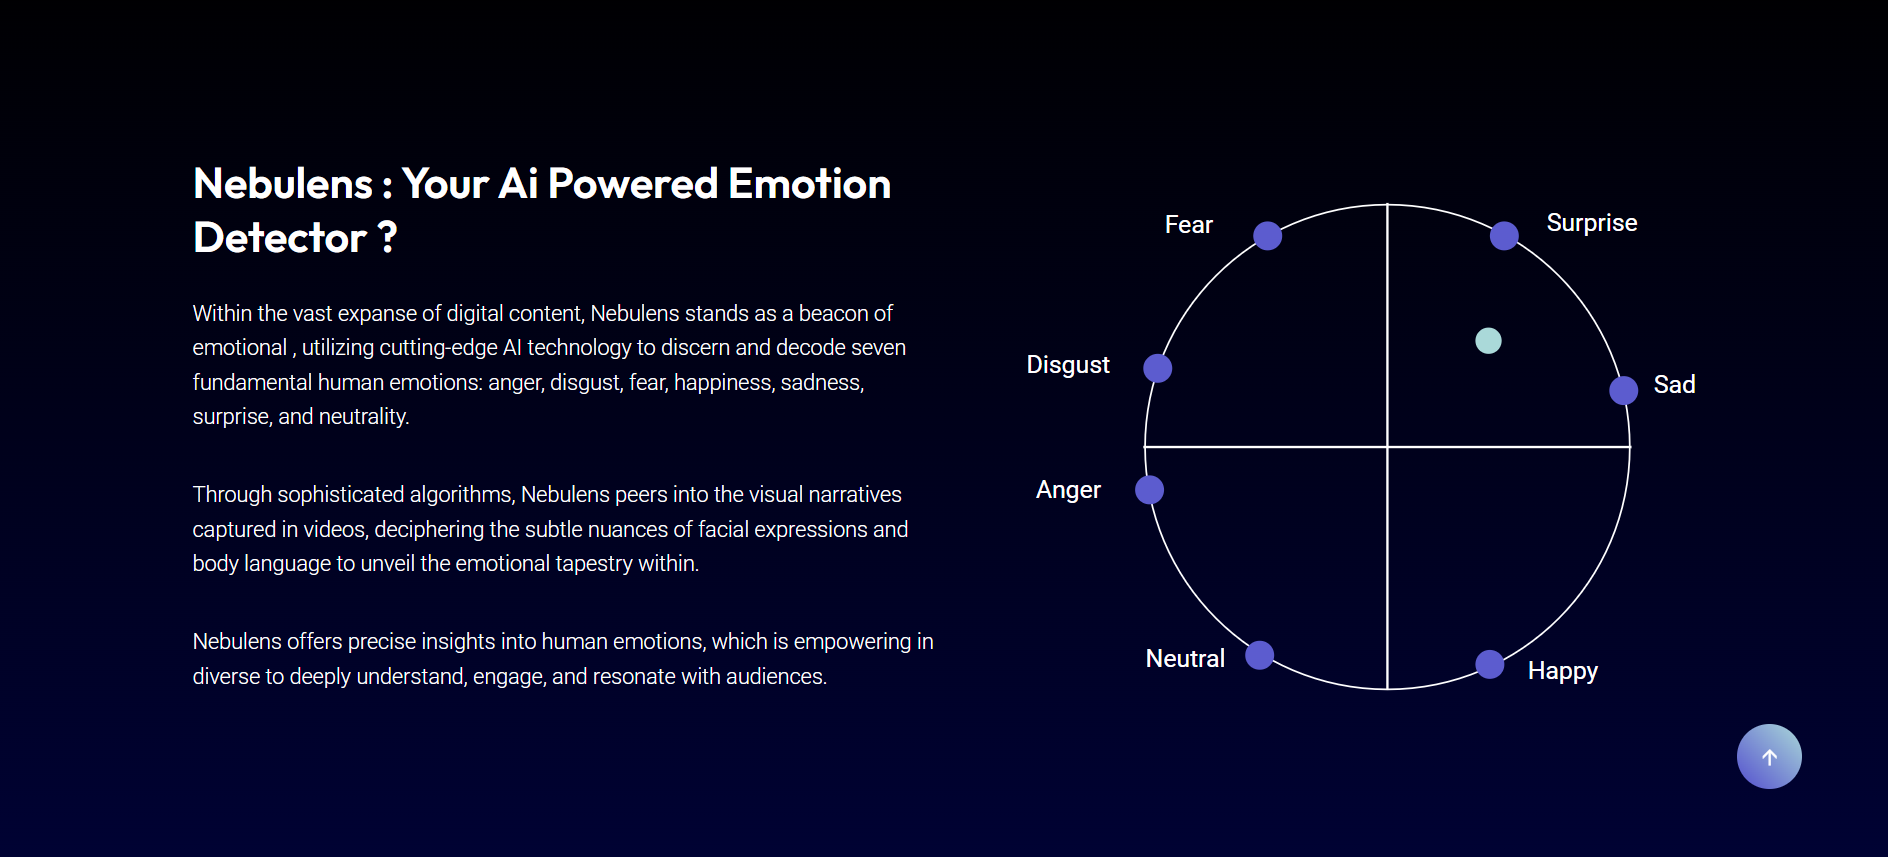 Nebulens : Your Ai Powered Emotion
Detector ?
Within the vast expanse of digital content, Nebulens stands as a beacon of
emotional , utilizing cutting-edge AI technology to discern and decode seven
fundamental human emotions: anger, disgust, fear, happiness, sadness,
surprise, and neutrality.
Through sophisticated algorithms, Nebulens peers into the visual narratives
captured in videos, deciphering the subtle nuances of facial expressions and
body language to unveil the emotional tapestry within.
Nebulens offers precise insights into human emotions, which is empowering in
diverse to deeply understand, engage, and resonate with audiences.
Fear
Surprise
Disgust
Sad
Anger
Neutral
Happy